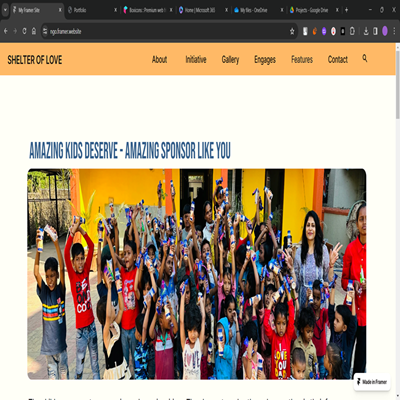 My Framer Site
Portfolio
Boxicons : Premium web f
Home | Microsoft 365
My files - OneDrive
Projects - Google Drive
ngo.framer.website
SHELTER OF LOVE
About
Initiative
Gallery
Engages
Features
Contact
AMAZING KIDS DESERVE - AMAZING SPONSOR LIKE YOU
Made in Framer